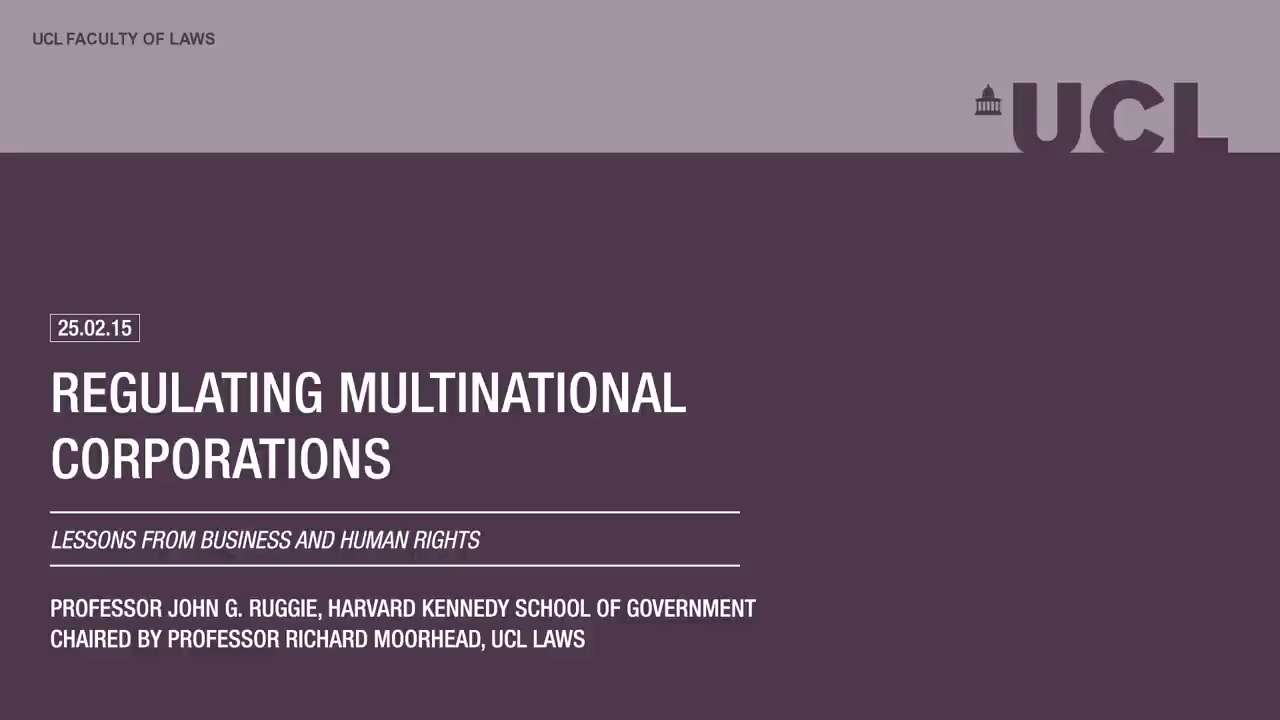 UCL FACULTY OF LAWS
UCL
25.02.15
REGULATING MULTINATIONAL
CORPORATIONS
LESSONS FROM BUSINESS AND HUMAN RIGHTS
PROFESSOR JOHN G. RUGGIE, HARVARD KENNEDY SCHOOL OF GOVERNMENT
CHAIRED BY PROFESSOR RICHARD MOORHEAD, UCL LAWS